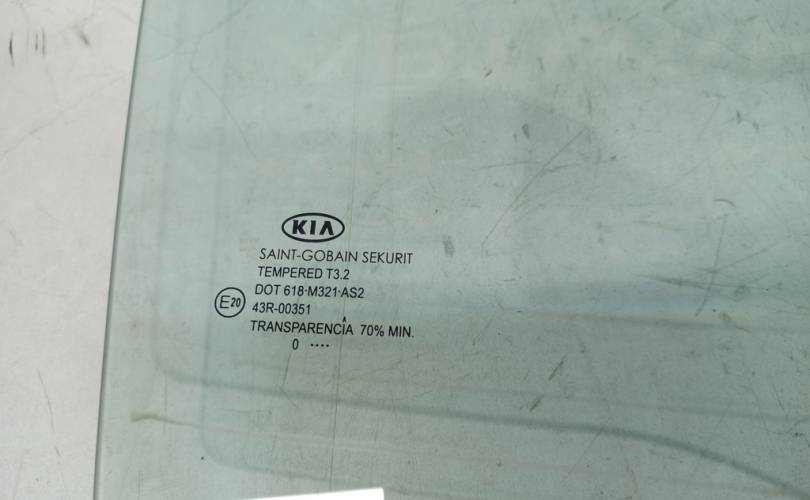 KIA
SAINT-GOBAIN SEKURIT
TEMPERED T3.2
DOT 618·M321·AS2
E20
43R-00351
TRANSPARENCIA 70% MIN.
0 ····